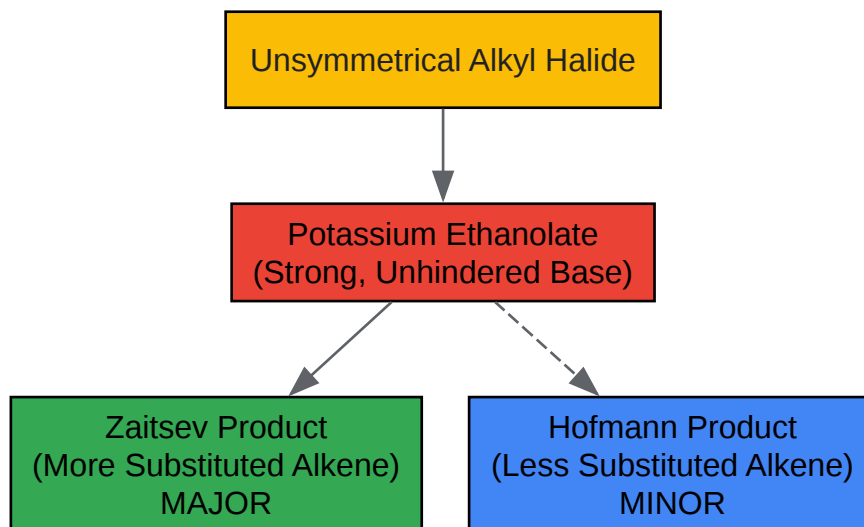 Unsymmetrical Alkyl Halide
Potassium Ethanolate
(Strong, Unhindered Base)
Zaitsev Product
(More Substituted Alkene)
MAJOR
Hofmann Product
(Less Substituted Alkene)
MINOR